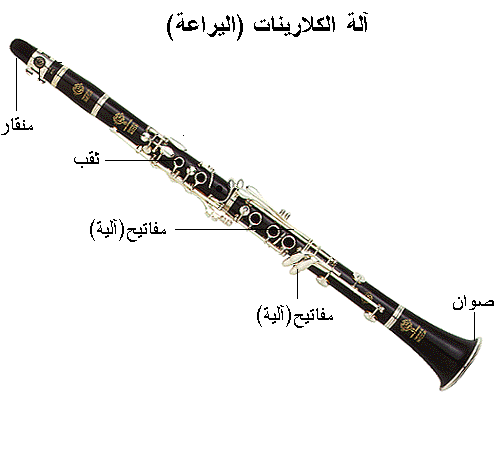 آلة الكلارينات (اليراعة)
منقار
ثقب
مفاتيح(آلية)
صوان
مفاتيح(آلية)